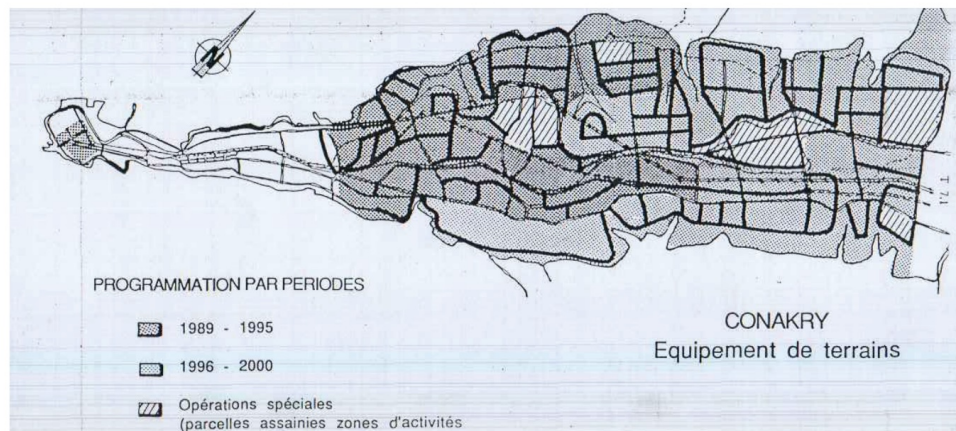 N
PROGRAMMATION PAR PERIODES
1989 - 1995
1996 - 2000
Opérations spéciales
(parcelles assainies zones d'activités
CONAKRY
Equipement de terrains